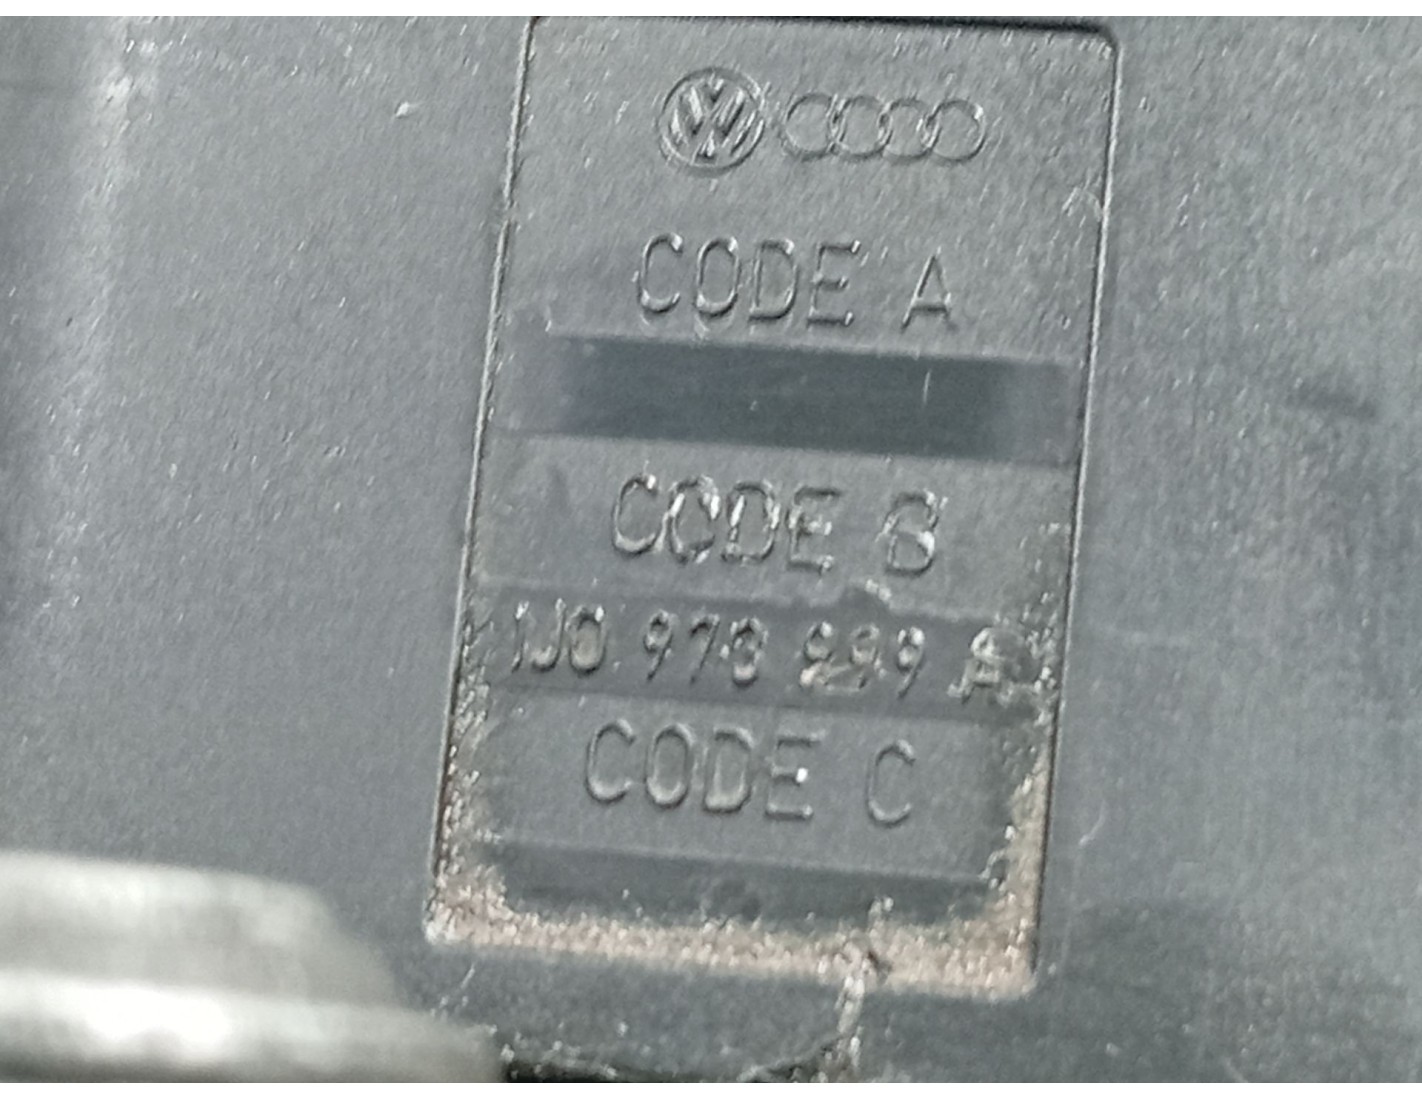 CODE A
CODE B
1J0 973 999 A
CODE C